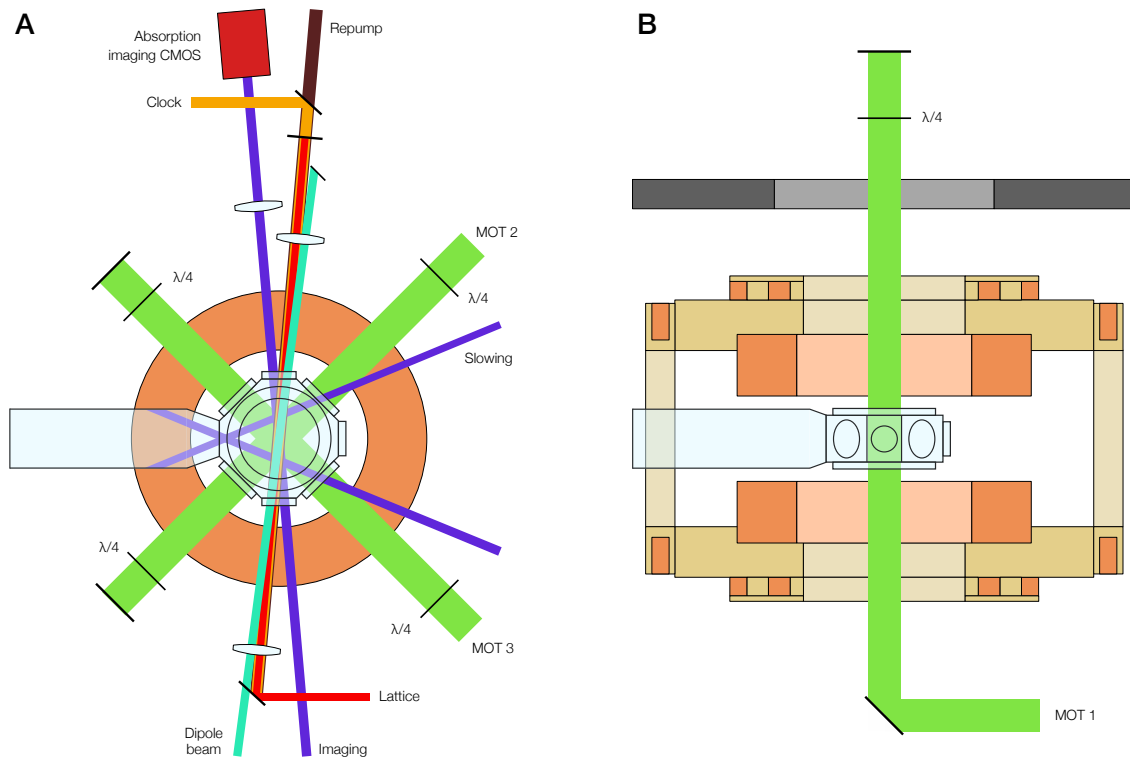 A
Absorption
imaging CMOS
Repump
Clock
MOT 2
λ/4
λ/4
Slowing
λ/4
λ/4
MOT 3
Lattice
Dipole
beam
Imaging
B
λ/4
MOT 1